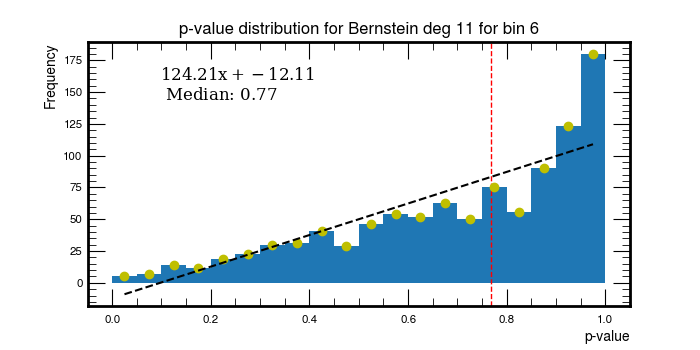 p-value distribution for Bernstein deg 11 for bin 6
Frequency
124.21x + −12.11
Median: 0.77
175
150
125
100
75
50
25
0
0.0 0.2 0.4 0.6 0.8 1.0
p-value